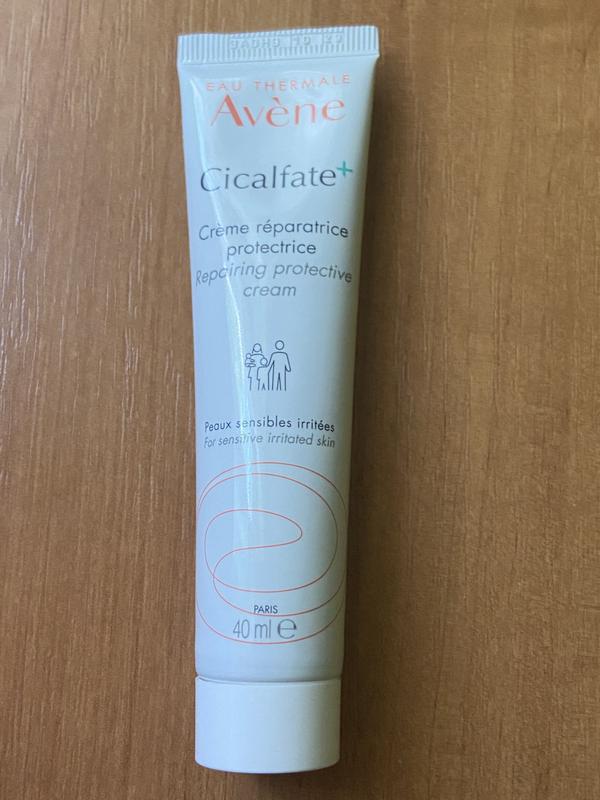 EAU THERMALE
Avène
Cicalfate+
Crème réparatrice
protectrice
Repairing protective
cream
Peaux sensibles irritées
For sensitive irritated skin
PARIS
40 ml ℮